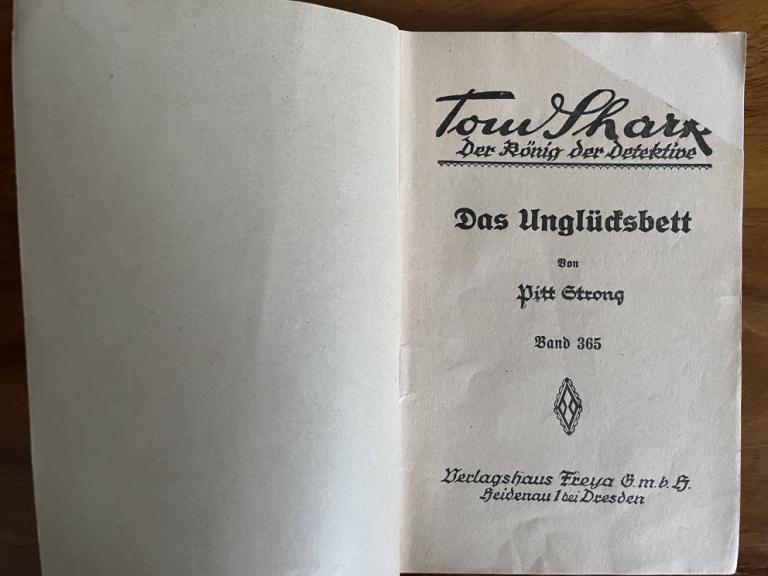 Tom Shark
Der König der Detektive
Das Unglücksbett
Von
Pitt Strong
Band 365
Verlagshaus Freya G. m. b. H.
Heidenau 1 bei Dresden